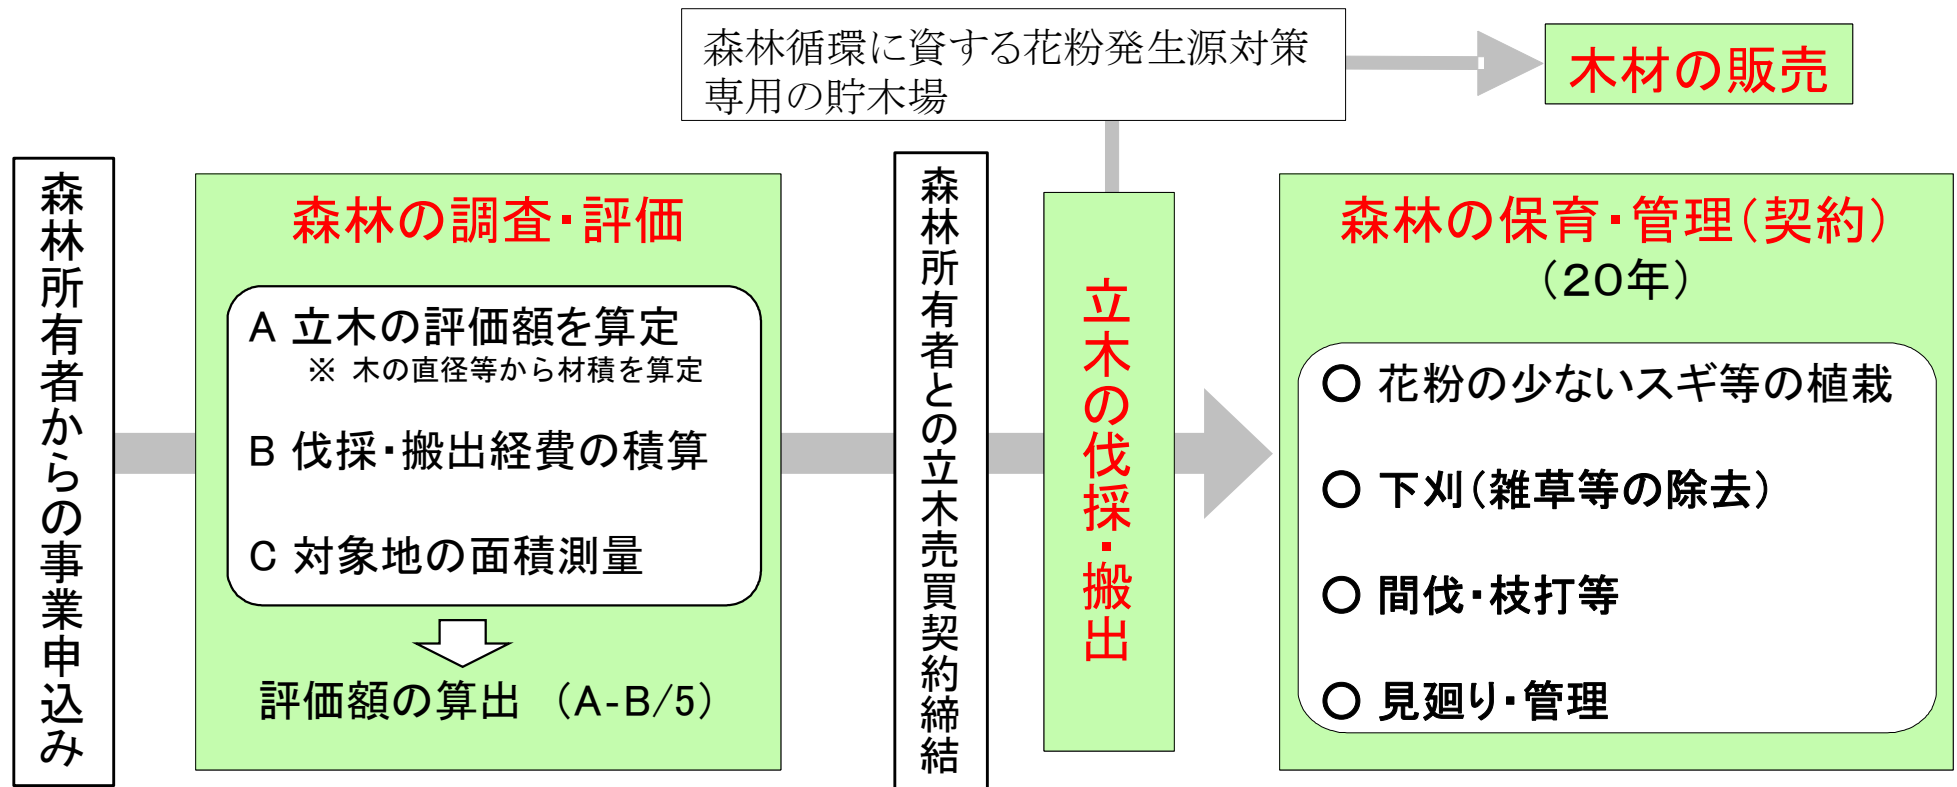 森林循環に資する花粉発生源対策
専用の貯木場
木材の販売
森林所有者からの事業申込み
森林の調査・評価
A 立木の評価額を算定
※ 木の直径等から材積を算定
B 伐採・搬出経費の積算
C 対象地の面積測量
評価額の算出 （A-B/5）
森林所有者との立木売買契約締結
立木の伐採・搬出
森林の保育・管理（契約）
（20年）
○ 花粉の少ないスギ等の植栽
○ 下刈（雑草等の除去）
○ 間伐・枝打等
○ 見廻り・管理